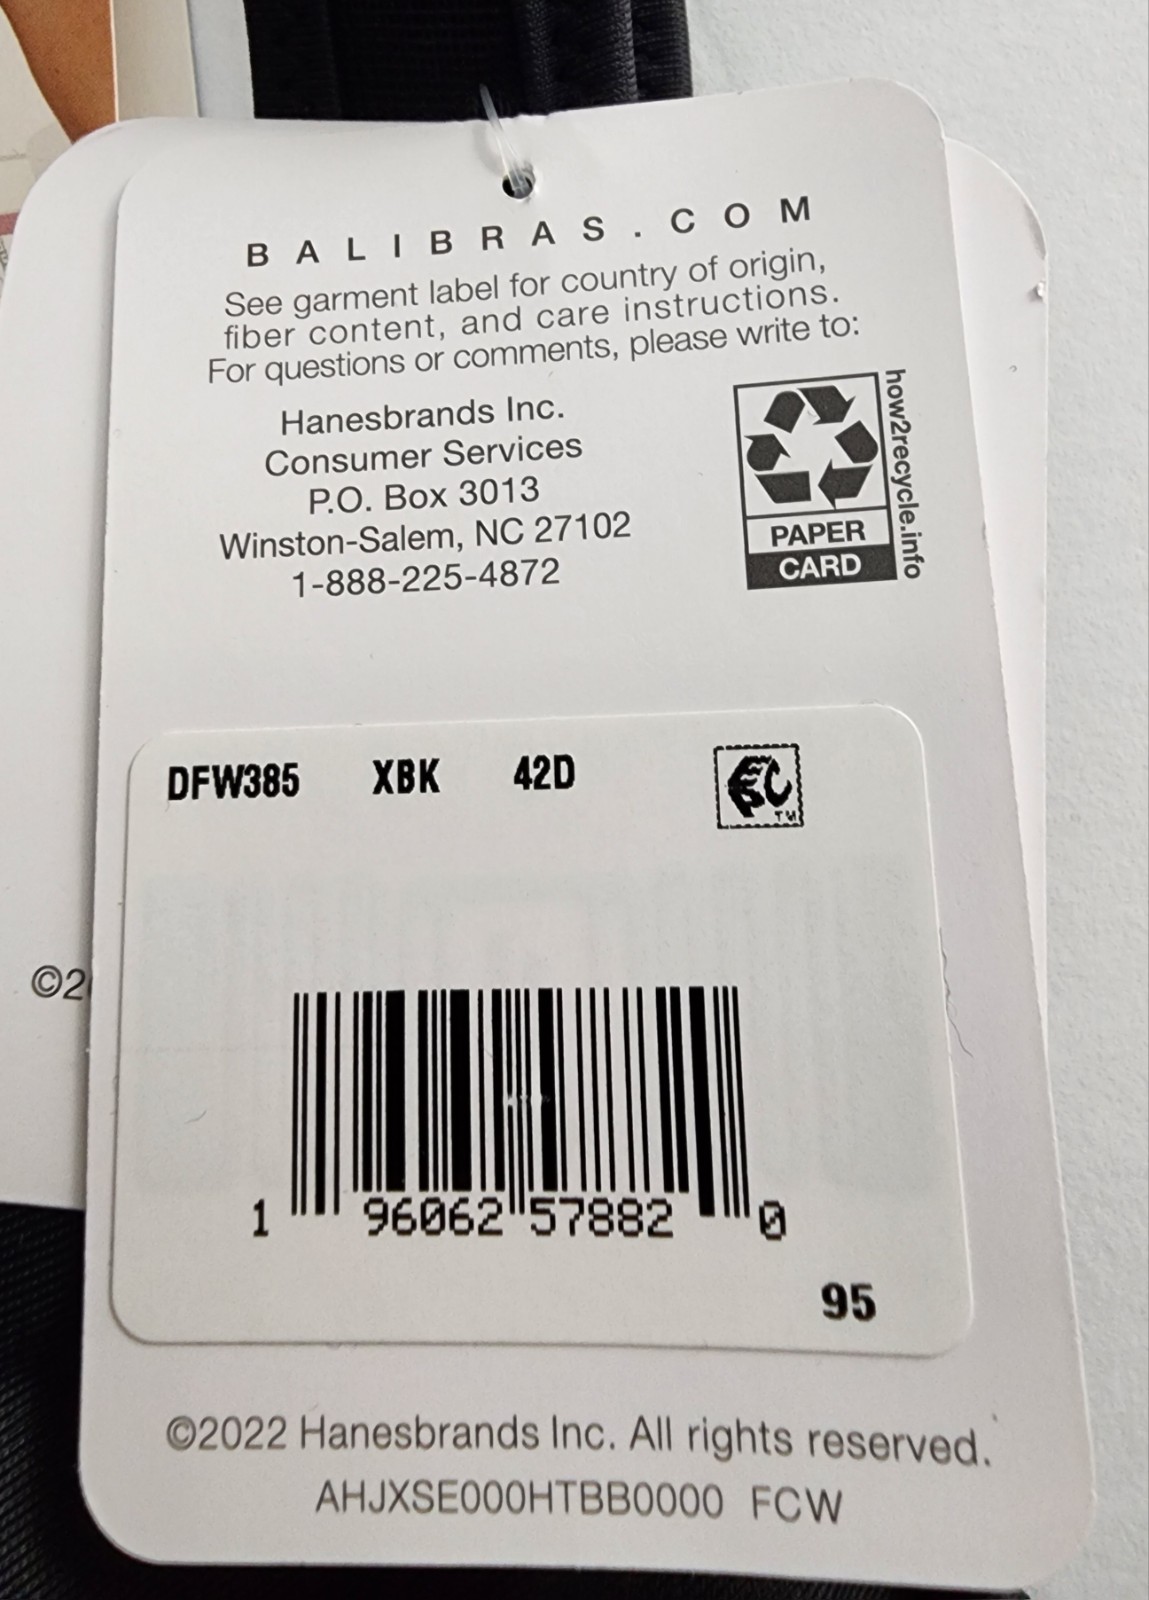 BALIBRAS.COM
See garment label for country of origin,
fiber content, and care instructions.
For questions or comments, please write to:
Hanesbrands Inc.
Consumer Services
P.O. Box 3013
Winston-Salem, NC 27102
1-888-225-4872
how2recycle.info
PAPER
CARD
DFW385 XBK 42D
TM
©2
1 96062 57882 0
95
©2022 Hanesbrands Inc. All rights reserved.
AHJXSE000HTBB0000 FCW